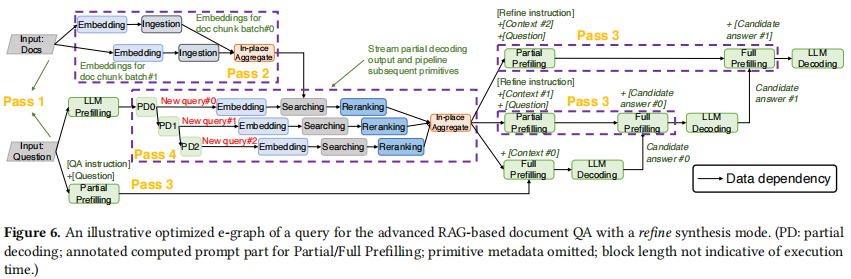 Input:
Docs
Embedding
Ingestion
Embeddings for
doc chunk batch#0
Embedding
Ingestion
Embeddings for
doc chunk batch#1
In-place
Aggregate
Pass 2
Pass 1
Stream partial decoding
output and pipeline
subsequent primitives
Input:
Question
LLM
Prefilling
PD0
New query#0
Embedding
Searching
Reranking
PD1
New query#1
Embedding
Searching
Reranking
PD2
New query#2
Embedding
Searching
Reranking
Pass 4
In-place
Aggregate
[QA instruction]
+[Question]
Partial
Prefilling
Pass 3
[Refine instruction]
+[Context #2]
+[Question]
Pass 3
+ [Candidate
answer #1]
Partial
Prefilling
Full
Prefilling
LLM
Decoding
[Refine instruction]
+[Context #1]
+ [Question]
Pass 3
+ [Candidate
answer #0]
Candidate
answer #1
Partial
Prefilling
Full
Prefilling
LLM
Decoding
+ [Context #0]
Full
Prefilling
LLM
Decoding
Candidate
answer #0
Data dependency
Figure 6. An illustrative optimized e-graph of a query for the advanced RAG-based document QA with a refine synthesis mode. (PD: partial
decoding; annotated computed prompt part for Partial/Full Prefilling; primitive metadata omitted; block length not indicative of execution
time.)